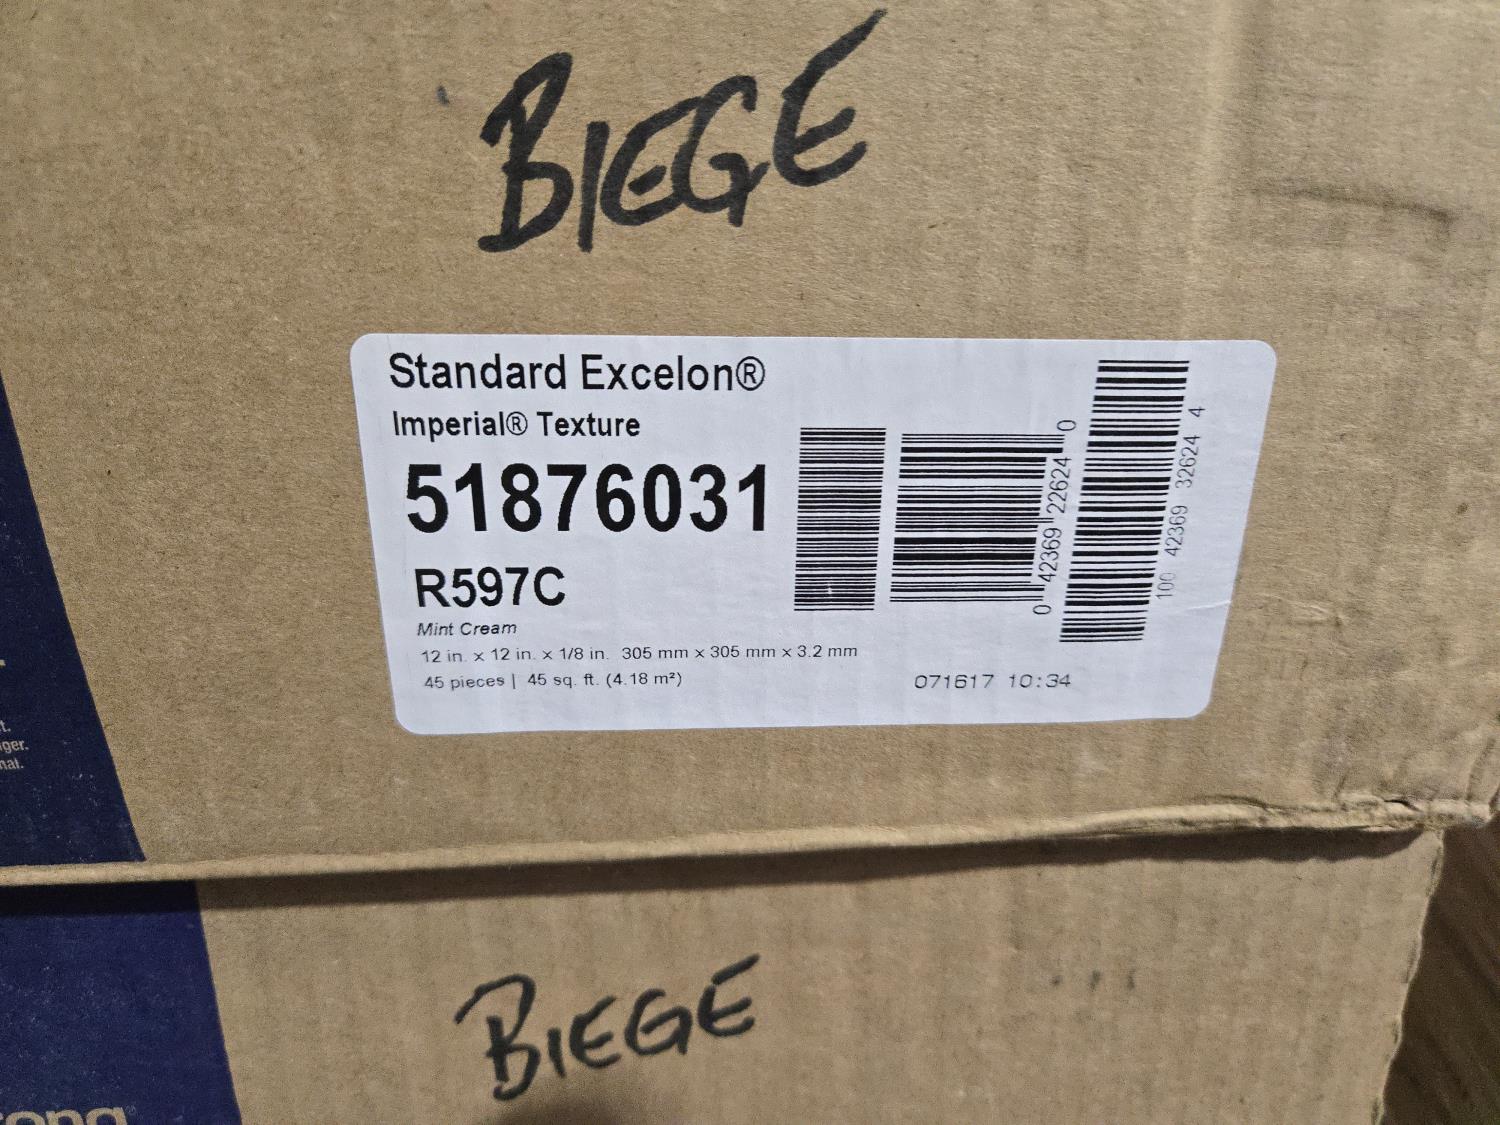 BIEGE
Standard Excelon®
Imperial® Texture
51876031
R597C
Mint Cream
12 in. x 12 in. x 1/8 in. 305 mm x 305 mm x 3.2 mm
45 pieces | 45 sq. ft. (4.18 m²)
0 42369 22624 0
100 42369 32624 4
071617 10:34
BIEGE